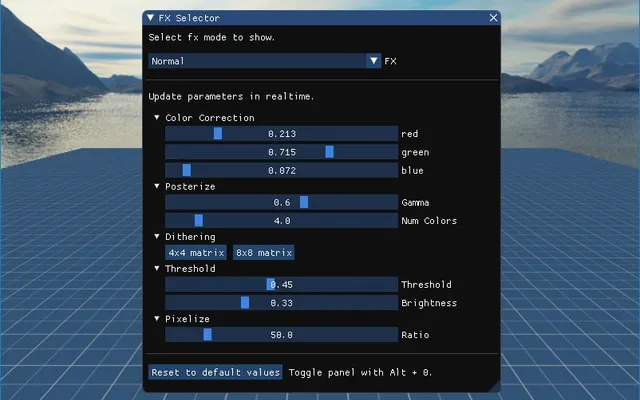 FX Selector
Select fx mode to show.
Normal FX
Update parameters in realtime.
Color Correction
0.213 red
0.715 green
0.072 blue
Posterize
0.6 Gamma
4.0 Num Colors
Dithering
4x4 matrix 8x8 matrix
Threshold
0.45 Threshold
0.33 Brightness
Pixelize
50.0 Ratio
Reset to default values Toggle panel with Alt + 0.